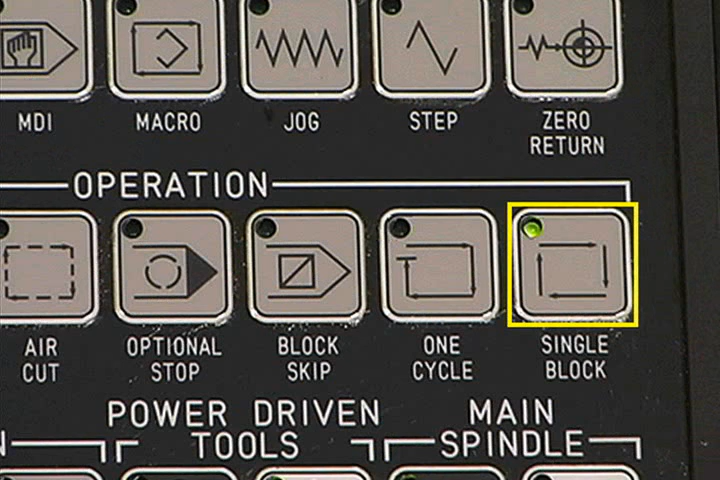 MDI
MACRO
JOG
STEP
ZERO
RETURN
OPERATION
AIR
CUT
OPTIONAL
STOP
BLOCK
SKIP
ONE
CYCLE
SINGLE
BLOCK
POWER DRIVEN
TOOLS
MAIN
SPINDLE